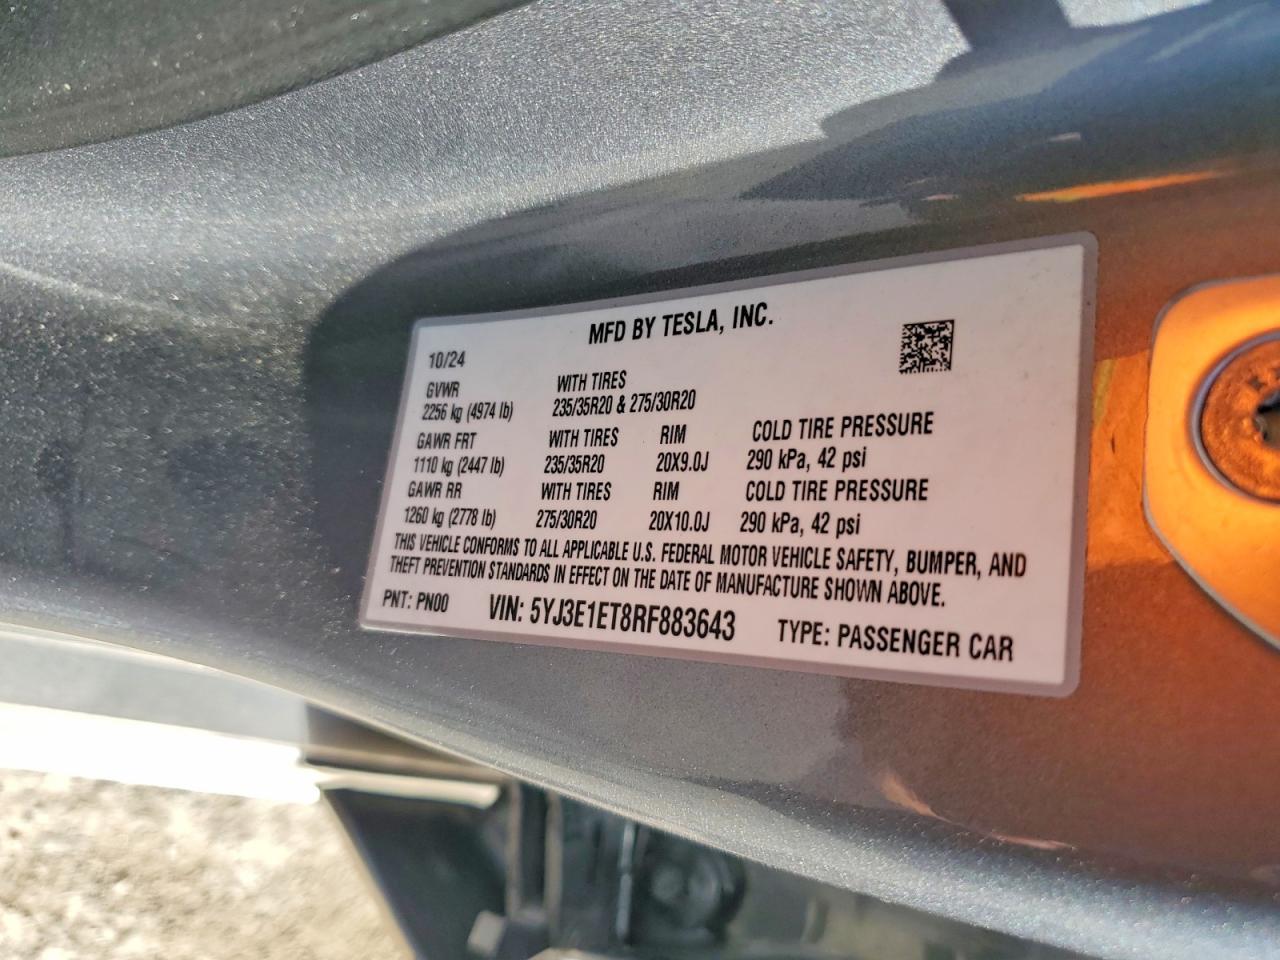 MFD BY TESLA, INC.
10/24
GVWR WITH TIRES
2256 kg (4974 lb) 235/35R20 & 275/30R20
GAWR FRT WITH TIRES RIM COLD TIRE PRESSURE
1110 kg (2447 lb) 235/35R20 20X9.0J 290 kPa, 42 psi
GAWR RR WITH TIRES RIM COLD TIRE PRESSURE
1260 kg (2778 lb) 275/30R20 20X10.0J 290 kPa, 42 psi
THIS VEHICLE CONFORMS TO ALL APPLICABLE U.S. FEDERAL MOTOR VEHICLE SAFETY, BUMPER, AND
THEFT PREVENTION STANDARDS IN EFFECT ON THE DATE OF MANUFACTURE SHOWN ABOVE.
PNT: PN00 VIN: 5YJ3E1ET8RF883643 TYPE: PASSENGER CAR